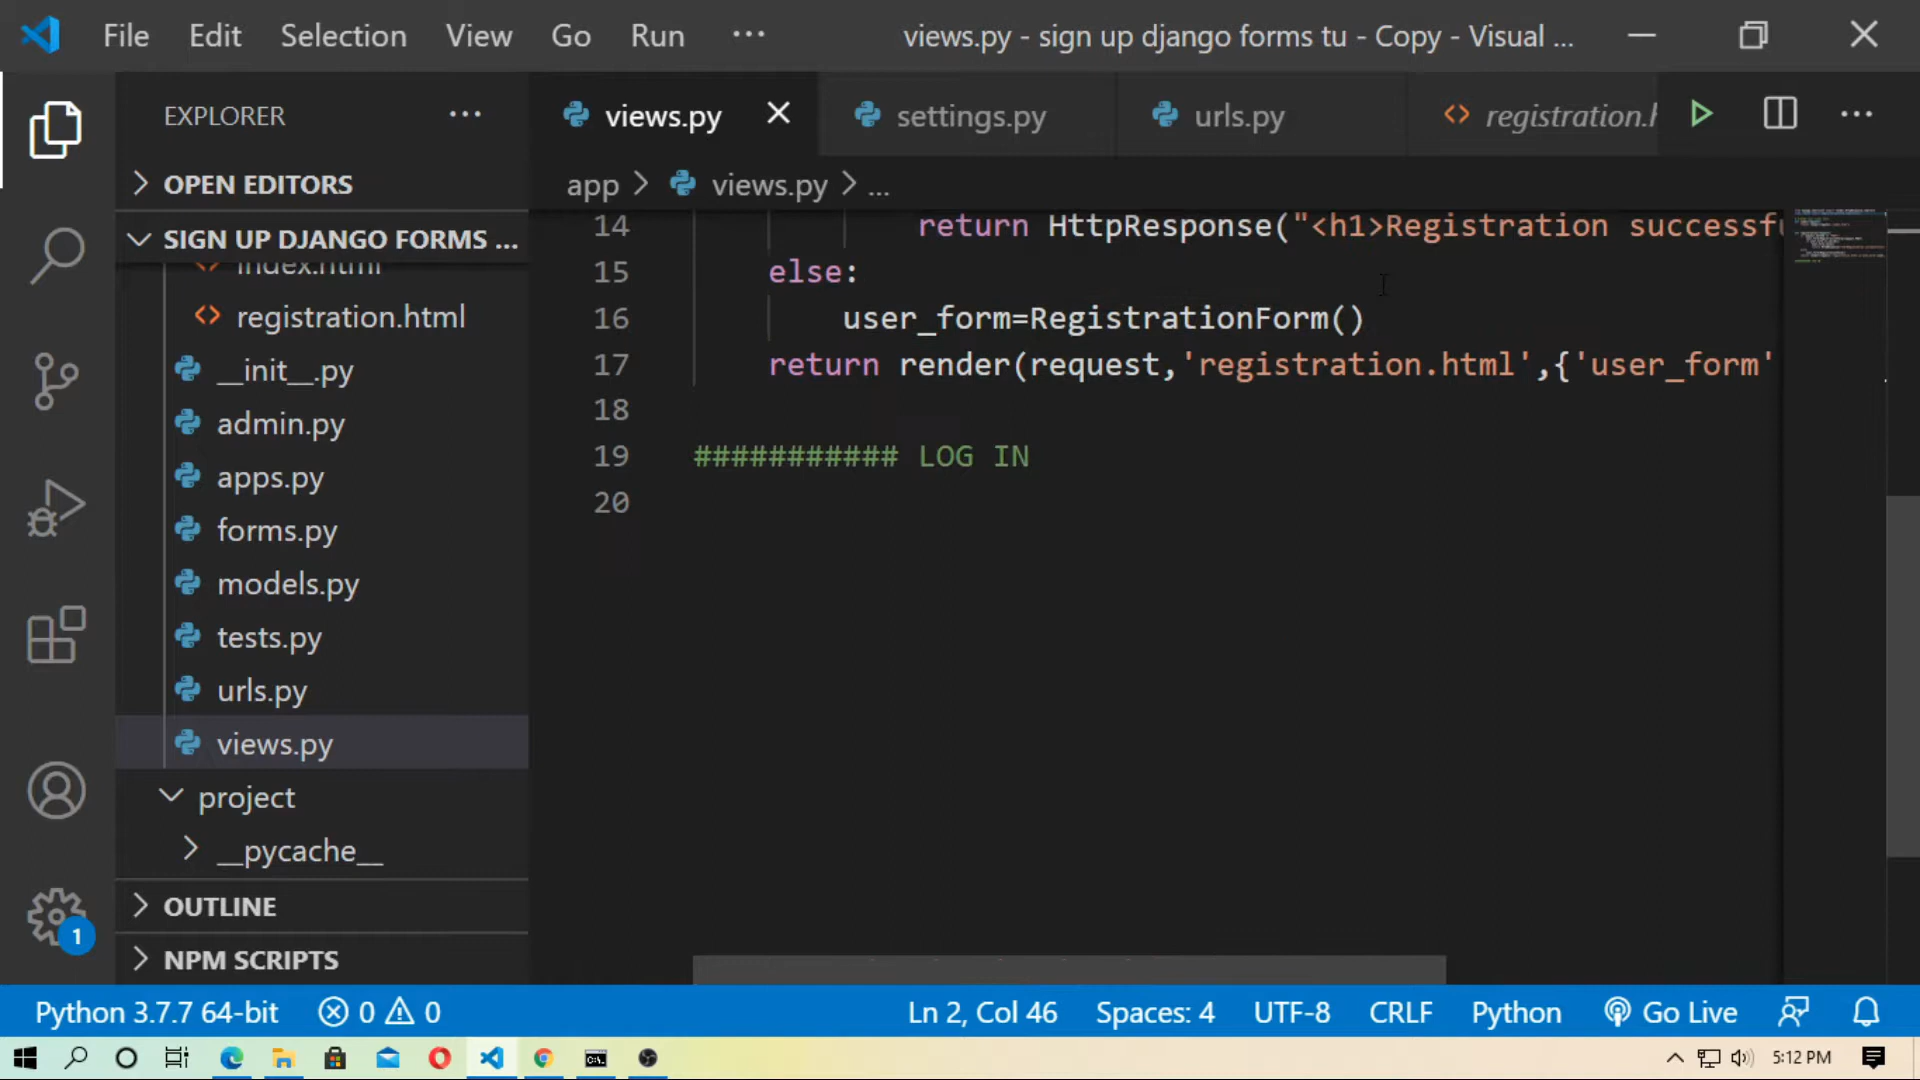 File Edit Selection View Go Run ··· views.py - sign up django forms tu - Copy - Visual ...
EXPLORER ···
views.py settings.py urls.py registration.h
OPEN EDITORS
app > views.py > ...
SIGN UP DJANGO FORMS ...
index.html
registration.html
__init__.py
admin.py
apps.py
forms.py
models.py
tests.py
urls.py
views.py
project
__pycache__
OUTLINE
NPM SCRIPTS
14 return HttpResponse("<h1>Registration successfu
15 else:
16 user_form=RegistrationForm()
17 return render(request,'registration.html',{'user_form'
18
19 ########### LOG IN
20
1
Python 3.7.7 64-bit 0 0 Ln 2, Col 46 Spaces: 4 UTF-8 CRLF Python Go Live
5:12 PM